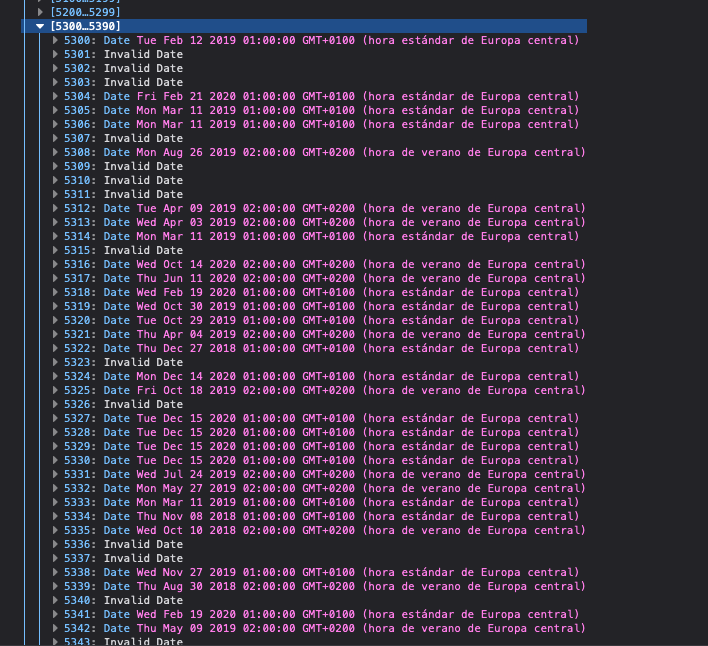 [5200…5299]
[5300…5390]
5300: Date Tue Feb 12 2019 01:00:00 GMT+0100 (hora estándar de Europa central)
5301: Invalid Date
5302: Invalid Date
5303: Invalid Date
5304: Date Fri Feb 21 2020 01:00:00 GMT+0100 (hora estándar de Europa central)
5305: Date Mon Mar 11 2019 01:00:00 GMT+0100 (hora estándar de Europa central)
5306: Date Mon Mar 11 2019 01:00:00 GMT+0100 (hora estándar de Europa central)
5307: Invalid Date
5308: Date Mon Aug 26 2019 02:00:00 GMT+0200 (hora de verano de Europa central)
5309: Invalid Date
5310: Invalid Date
5311: Invalid Date
5312: Date Tue Apr 09 2019 02:00:00 GMT+0200 (hora de verano de Europa central)
5313: Date Wed Apr 03 2019 02:00:00 GMT+0200 (hora de verano de Europa central)
5314: Date Mon Mar 11 2019 01:00:00 GMT+0100 (hora estándar de Europa central)
5315: Invalid Date
5316: Date Wed Oct 14 2020 02:00:00 GMT+0200 (hora de verano de Europa central)
5317: Date Thu Jun 11 2020 02:00:00 GMT+0200 (hora de verano de Europa central)
5318: Date Wed Feb 19 2020 01:00:00 GMT+0100 (hora estándar de Europa central)
5319: Date Wed Oct 30 2019 01:00:00 GMT+0100 (hora estándar de Europa central)
5320: Date Tue Oct 29 2019 01:00:00 GMT+0100 (hora estándar de Europa central)
5321: Date Thu Apr 04 2019 02:00:00 GMT+0200 (hora de verano de Europa central)
5322: Date Thu Dec 27 2018 01:00:00 GMT+0100 (hora estándar de Europa central)
5323: Invalid Date
5324: Date Mon Dec 14 2020 01:00:00 GMT+0100 (hora estándar de Europa central)
5325: Date Fri Oct 18 2019 02:00:00 GMT+0200 (hora de verano de Europa central)
5326: Invalid Date
5327: Date Tue Dec 15 2020 01:00:00 GMT+0100 (hora estándar de Europa central)
5328: Date Tue Dec 15 2020 01:00:00 GMT+0100 (hora estándar de Europa central)
5329: Date Tue Dec 15 2020 01:00:00 GMT+0100 (hora estándar de Europa central)
5330: Date Tue Dec 15 2020 01:00:00 GMT+0100 (hora estándar de Europa central)
5331: Date Wed Jul 24 2019 02:00:00 GMT+0200 (hora de verano de Europa central)
5332: Date Mon May 27 2019 02:00:00 GMT+0200 (hora de verano de Europa central)
5333: Date Mon Mar 11 2019 01:00:00 GMT+0100 (hora estándar de Europa central)
5334: Date Thu Nov 08 2018 01:00:00 GMT+0100 (hora estándar de Europa central)
5335: Date Wed Oct 10 2018 02:00:00 GMT+0200 (hora de verano de Europa central)
5336: Invalid Date
5337: Invalid Date
5338: Date Wed Nov 27 2019 01:00:00 GMT+0100 (hora estándar de Europa central)
5339: Date Thu Aug 30 2018 02:00:00 GMT+0200 (hora de verano de Europa central)
5340: Invalid Date
5341: Date Wed Feb 19 2020 01:00:00 GMT+0100 (hora estándar de Europa central)
5342: Date Thu May 09 2019 02:00:00 GMT+0200 (hora de verano de Europa central)
5343: Invalid Date